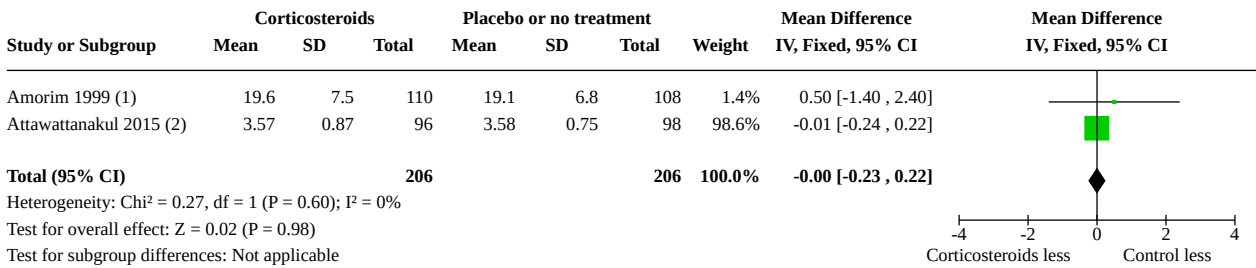 Corticosteroids Placebo or no treatment Mean Difference Mean Difference
Study or Subgroup Mean SD Total Mean SD Total Weight IV, Fixed, 95% CI IV, Fixed, 95% CI
Amorim 1999 (1) 19.6 7.5 110 19.1 6.8 108 1.4% 0.50 [-1.40 , 2.40]
Attawattanakul 2015 (2) 3.57 0.87 96 3.58 0.75 98 98.6% -0.01 [-0.24 , 0.22]
Total (95% CI) 206 206 100.0% -0.00 [-0.23 , 0.22]
Heterogeneity: Chi² = 0.27, df = 1 (P = 0.60); I² = 0%
Test for overall effect: Z = 0.02 (P = 0.98)
-4 -2 0 2 4
Test for subgroup differences: Not applicable Corticosteroids less Control less